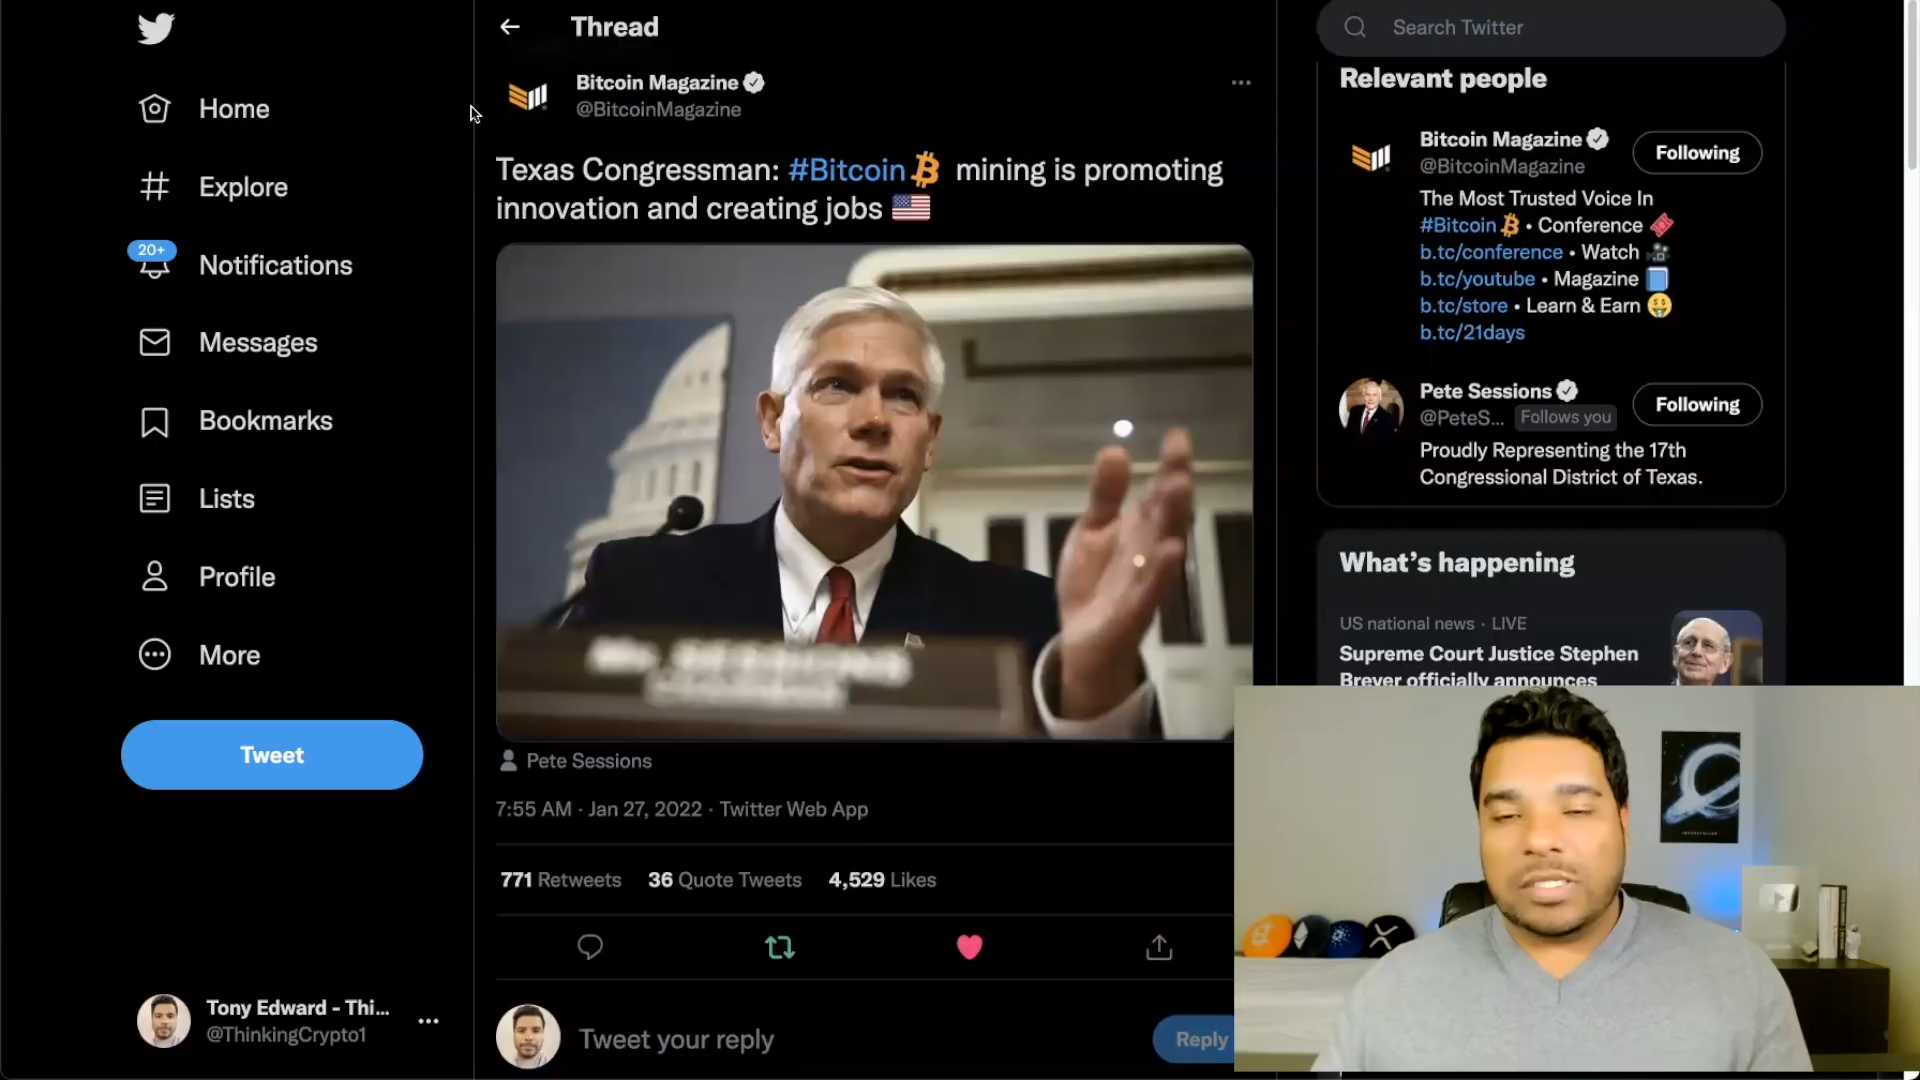 Home
Explore
20+
Notifications
Messages
Bookmarks
Lists
Profile
More
Tweet
Tony Edward - Thi...
@ThinkingCrypto1
Thread
Bitcoin Magazine
@BitcoinMagazine
Texas Congressman: #Bitcoin mining is promoting
innovation and creating jobs
Pete Sessions
7:55 AM · Jan 27, 2022 · Twitter Web App
771 Retweets 36 Quote Tweets 4,529 Likes
Tweet your reply
Reply
Search Twitter
Relevant people
Bitcoin Magazine
@BitcoinMagazine
Following
The Most Trusted Voice In
#Bitcoin • Conference
b.tc/conference • Watch
b.tc/youtube • Magazine
b.tc/store • Learn & Earn
b.tc/21days
Pete Sessions
@PeteS... Follows you
Following
Proudly Representing the 17th
Congressional District of Texas.
What's happening
US national news · LIVE
Supreme Court Justice Stephen
Breyer officially announces